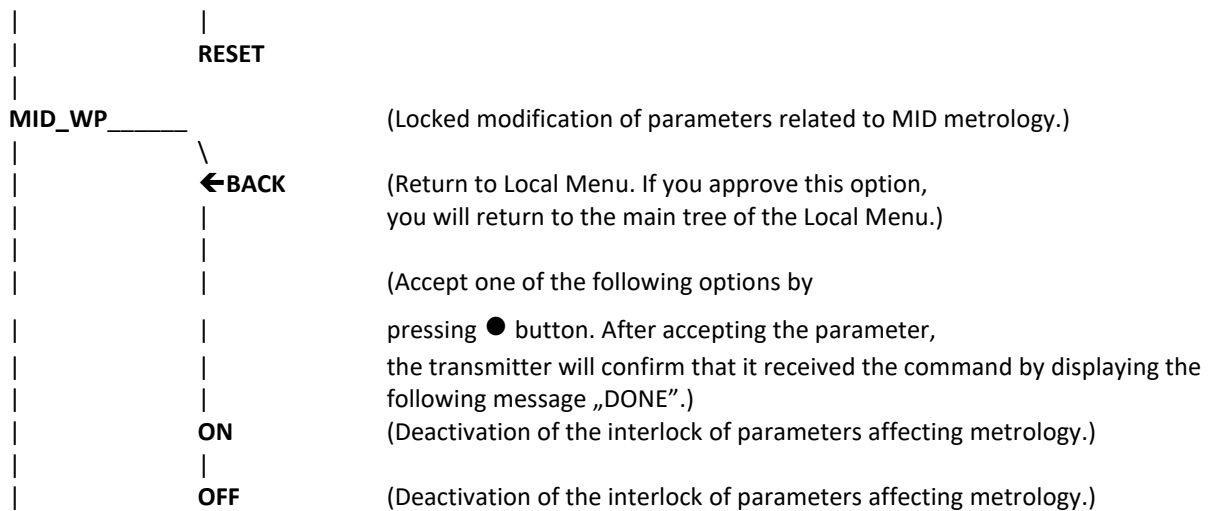 | |
| RESET
|
MID_WP______ (Locked modification of parameters related to MID metrology.)
| \
| 🡸BACK (Return to Local Menu. If you approve this option,
| | you will return to the main tree of the Local Menu.)
| |
| | (Accept one of the following options by
| | pressing ● button. After accepting the parameter,
| | the transmitter will confirm that it received the command by displaying the
| | following message „DONE”.)
| ON (Deactivation of the interlock of parameters affecting metrology.)
| |
| OFF (Deactivation of the interlock of parameters affecting metrology.)